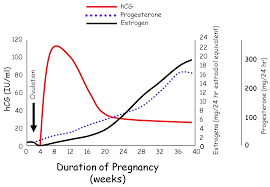 hCG
Progesterone
Estrogen
hCG (IU/ml)
120
100
80
60
40
20
0
Ovulation
0 4 8 12 16 20 24 28 32 36 40
Duration of Pregnancy
(weeks)
24
22
20
18
16
14
12
10
8
6
4
2
0
Estrogens (mg/24 hr estradiol equivalent)
300
200
100
0
Progesterone (mg/24 hr)